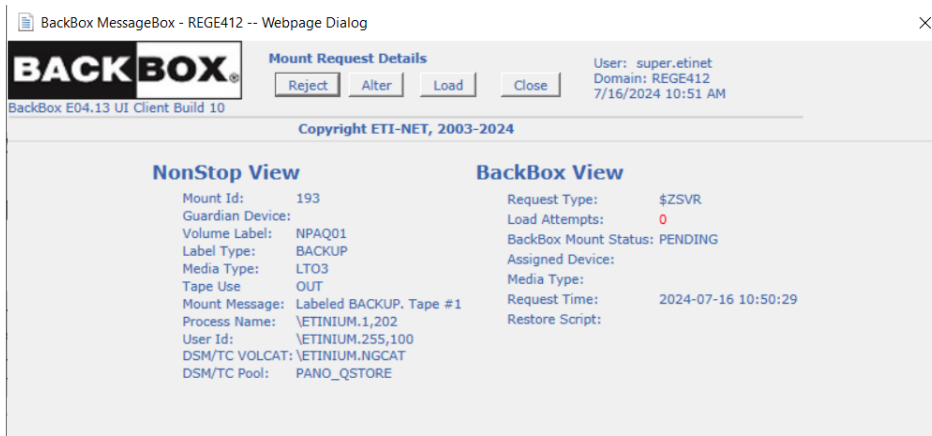 BackBox MessageBox - REGE412 -- Webpage Dialog
BACKBOX®
BackBox E04.13 UI Client Build 10
Mount Request Details
Reject Alter Load Close
User: super.etinet
Domain: REGE412
7/16/2024 10:51 AM
Copyright ETI-NET, 2003-2024
NonStop View
Mount Id: 193
Guardian Device:
Volume Label: NPAQ01
Label Type: BACKUP
Media Type: LTO3
Tape Use OUT
Mount Message: Labeled BACKUP. Tape #1
Process Name: \ETINIUM.1,202
User Id: \ETINIUM.255,100
DSM/TC VOLCAT: \ETINIUM.NGCAT
DSM/TC Pool: PANO_QSTORE
BackBox View
Request Type: $ZSVR
Load Attempts: 0
BackBox Mount Status: PENDING
Assigned Device:
Media Type:
Request Time: 2024-07-16 10:50:29
Restore Script: